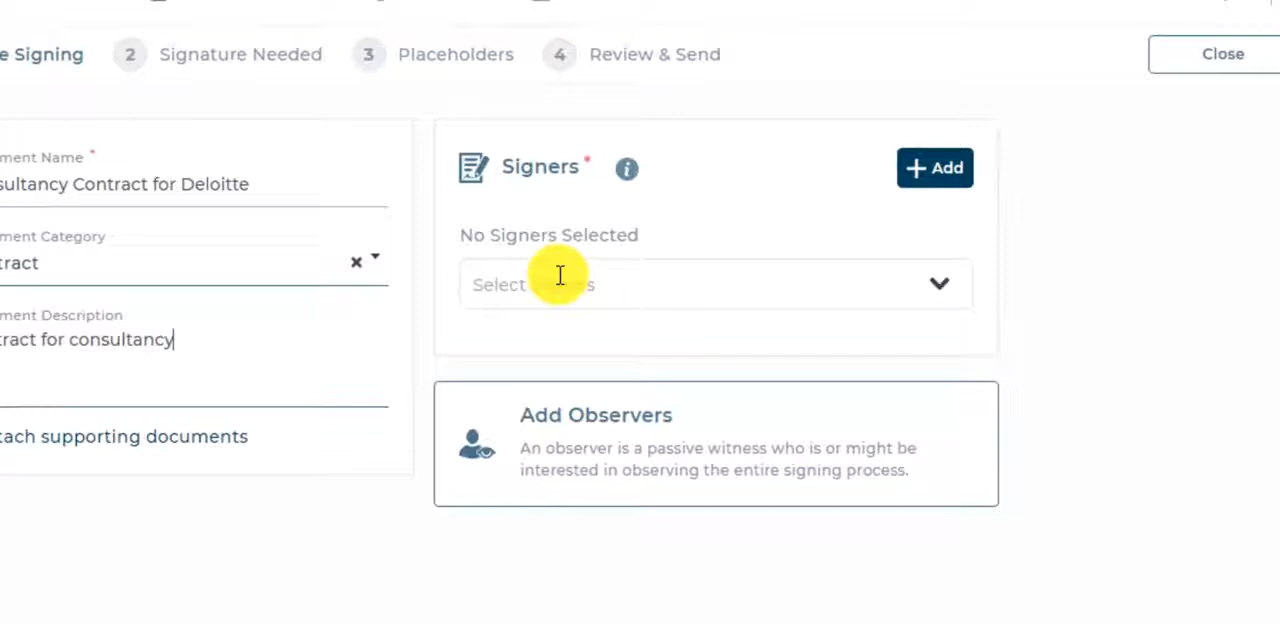 e Signing
2 Signature Needed
3 Placeholders
4 Review & Send
Close
ment Name *
sultancy Contract for Deloitte
ment Category
tract
ment Description
tract for consultancy
tach supporting documents
Signers *
+ Add
No Signers Selected
Select
Add Observers
An observer is a passive witness who is or might be
interested in observing the entire signing process.